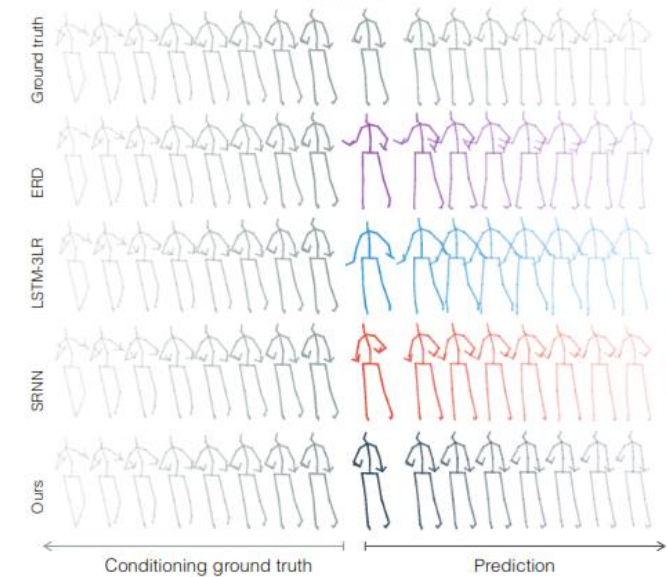 Ground truth
ERD
LSTM-3LR
SRNN
Ours
Conditioning ground truth
Prediction